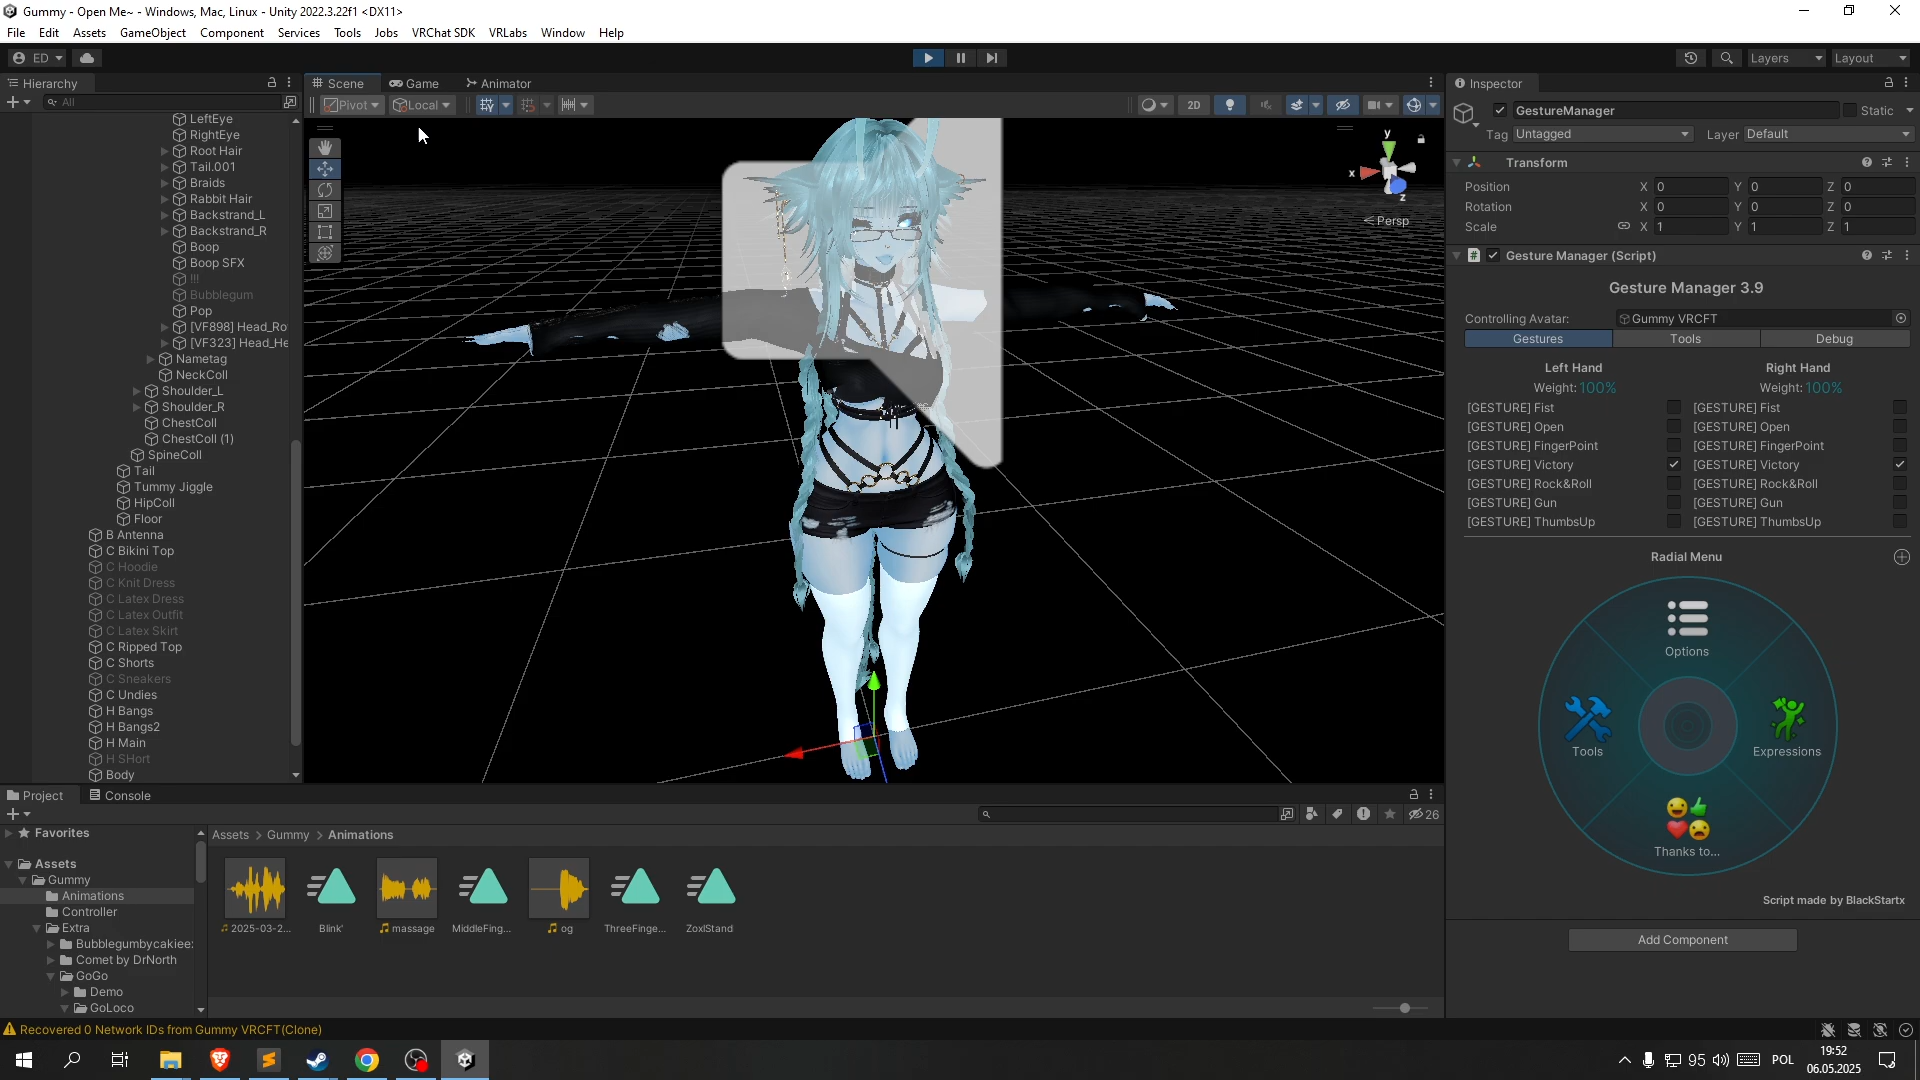 Gummy - Open Me~ - Windows, Mac, Linux - Unity 2022.3.22f1 <DX11>
File Edit Assets GameObject Component Services Tools Jobs VRChat SDK VRLabs Window Help
ED Layers Layout
Hierarchy
All
LeftEye
RightEye
Root Hair
Tail.001
Braids
Rabbit Hair
Backstrand_L
Backstrand_R
Boop
Boop SFX
!!!
Bubblegum
Pop
[VF898] Head_Ro
[VF323] Head_He
Nametag
NeckColl
Shoulder_L
Shoulder_R
ChestColl
ChestColl (1)
SpineColl
Tail
Tummy Jiggle
HipColl
Floor
B Antenna
C Bikini Top
C Hoodie
C Knit Dress
C Latex Dress
C Latex Outfit
C Latex Skirt
C Ripped Top
C Shorts
C Sneakers
C Undies
H Bangs
H Bangs2
H Main
H SHort
Body
Scene Game Animator
Pivot Local 2D
y
x
z
Persp
Inspector
GestureManager Static
Tag Untagged Layer Default
Transform
Position X 0 Y 0 Z 0
Rotation X 0 Y 0 Z 0
Scale X 1 Y 1 Z 1
Gesture Manager (Script)
Gesture Manager 3.9
Controlling Avatar: Gummy VRCFT
Gestures Tools Debug
Left Hand Right Hand
Weight: 100% Weight: 100%
[GESTURE] Fist [GESTURE] Fist
[GESTURE] Open [GESTURE] Open
[GESTURE] FingerPoint [GESTURE] FingerPoint
[GESTURE] Victory [GESTURE] Victory
[GESTURE] Rock&Roll [GESTURE] Rock&Roll
[GESTURE] Gun [GESTURE] Gun
[GESTURE] ThumbsUp [GESTURE] ThumbsUp
Radial Menu
Options
Tools
Expressions
Thanks to...
Script made by BlackStartx
Add Component
Project Console
26
Favorites
Assets
Gummy
Animations
Controller
Extra
Bubblegumbycakiee:
Comet by DrNorth
GoGo
Demo
GoLoco
Assets > Gummy > Animations
2025-03-2... Blink' massage MiddleFing... og ThreeFinge... ZoxIStand
Recovered 0 Network IDs from Gummy VRCFT(Clone)
95 POL 19:52
06.05.2025